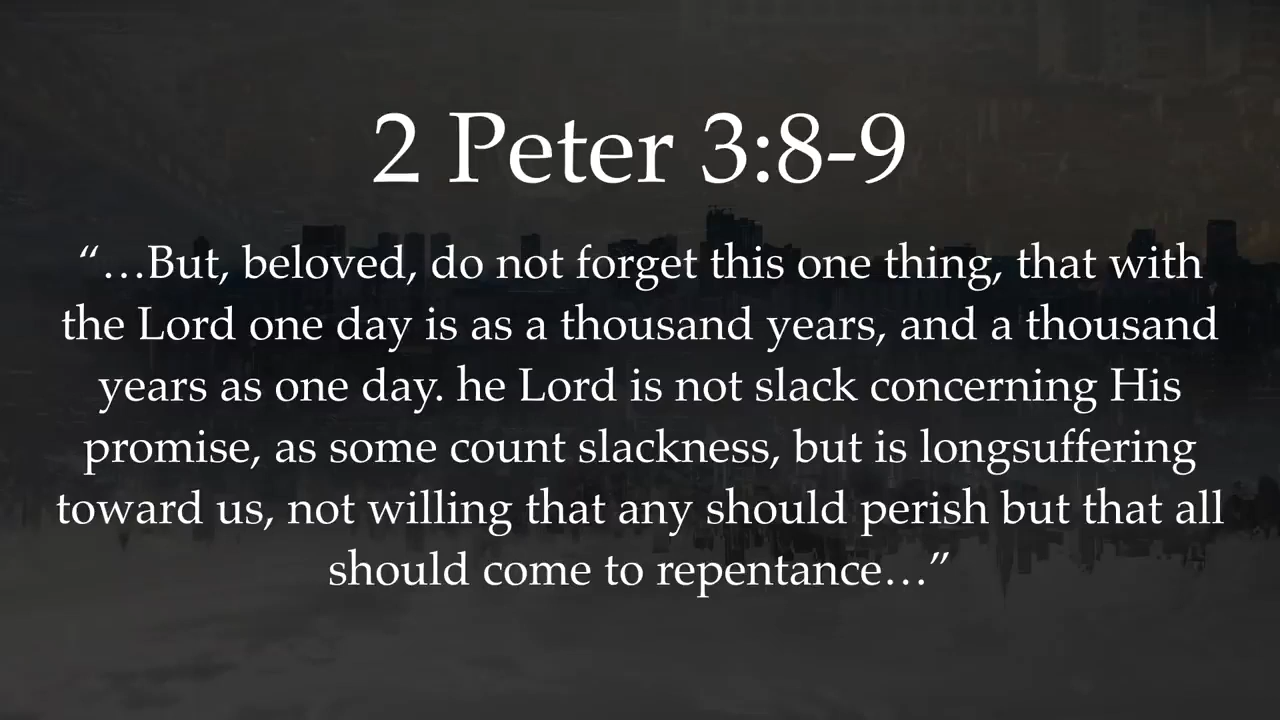 2 Peter 3:8-9
“…But, beloved, do not forget this one thing, that with
the Lord one day is as a thousand years, and a thousand
years as one day. he Lord is not slack concerning His
promise, as some count slackness, but is longsuffering
toward us, not willing that any should perish but that all
should come to repentance…”